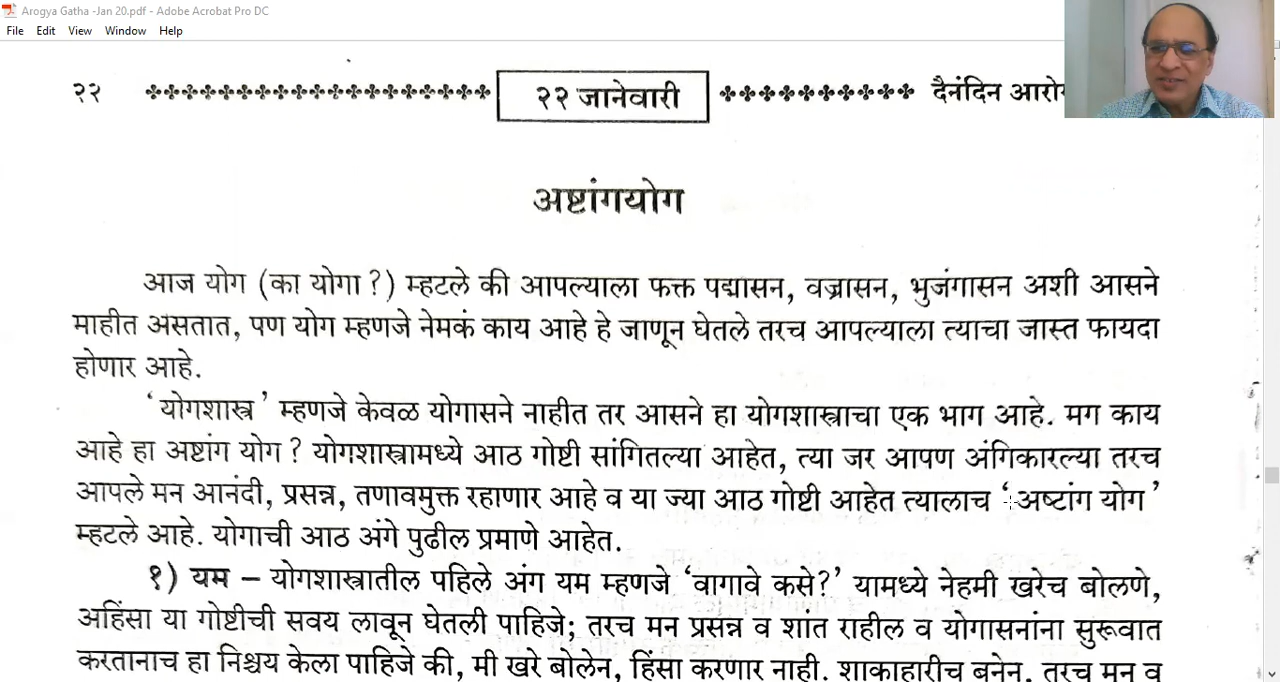 Arogya Gatha -Jan 20.pdf - Adobe Acrobat Pro DC
File Edit View Window Help
२२ २२ जानेवारी दैनंदिन
अष्टांगयोग
आज योग (का योगा ?) म्हटले की आपल्याला फक्त पद्मासन, वज्रासन, भुजंगासन अशी आसने
माहीत असतात, पण योग म्हणजे नेमकं काय आहे हे जाणून घेतले तरच आपल्याला त्याचा जास्त फायदा
होणार आहे.
'योगशास्त्र' म्हणजे केवळ योगासने नाहीत तर आसने हा योगशास्त्राचा एक भाग आहे. मग काय
आहे हा अष्टांग योग ? योगशास्त्रामध्ये आठ गोष्टी सांगितल्या आहेत, त्या जर आपण अंगिकारल्या तरच
आपले मन आनंदी, प्रसन्न, तणावमुक्त रहाणार आहे व या ज्या आठ गोष्टी आहेत त्यालाच 'अष्टांग योग'
म्हटले आहे. योगाची आठ अंगे पुढील प्रमाणे आहेत.
१) यम – योगशास्त्रातील पहिले अंग यम म्हणजे 'वागावे कसे?' यामध्ये नेहमी खरेच बोलणे,
अहिंसा या गोष्टीची सवय लावून घेतली पाहिजे; तरच मन प्रसन्न व शांत राहील व योगासनांना सुरूवात
करतानाच हा निश्चय केला पाहिजे की, मी खरे बोलेन, हिंसा करणार नाही. शाकाहारीच बनेन, तरच मन व